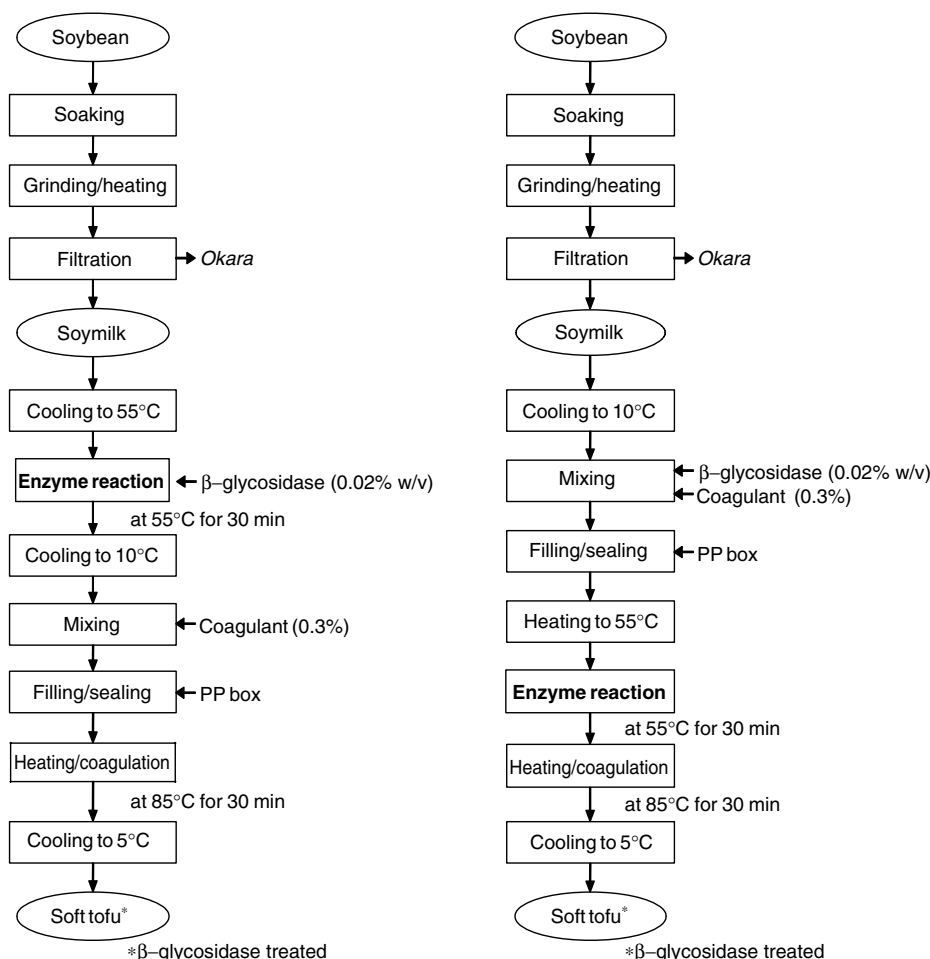 Soybean
Soaking
Grinding/heating
Filtration
Okara
Soymilk
Cooling to 55°C
Enzyme reaction
β–glycosidase (0.02% w/v)
at 55°C for 30 min
Cooling to 10°C
Mixing
Coagulant (0.3%)
Filling/sealing
PP box
Heating/coagulation
at 85°C for 30 min
Cooling to 5°C
Soft tofu*
*β–glycosidase treated
Soybean
Soaking
Grinding/heating
Filtration
Okara
Soymilk
Cooling to 10°C
Mixing
β–glycosidase (0.02% w/v)
Coagulant (0.3%)
Filling/sealing
PP box
Heating to 55°C
Enzyme reaction
at 55°C for 30 min
Heating/coagulation
at 85°C for 30 min
Cooling to 5°C
Soft tofu*
*β–glycosidase treated